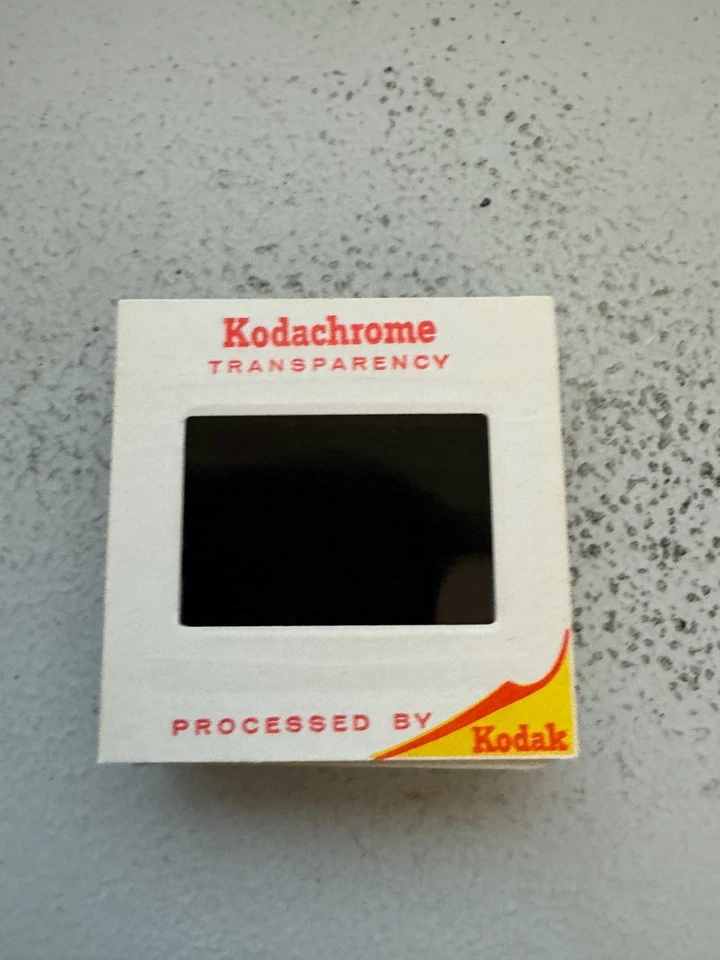 Kodachrome
TRANSPARENCY
PROCESSED BY
Kodak